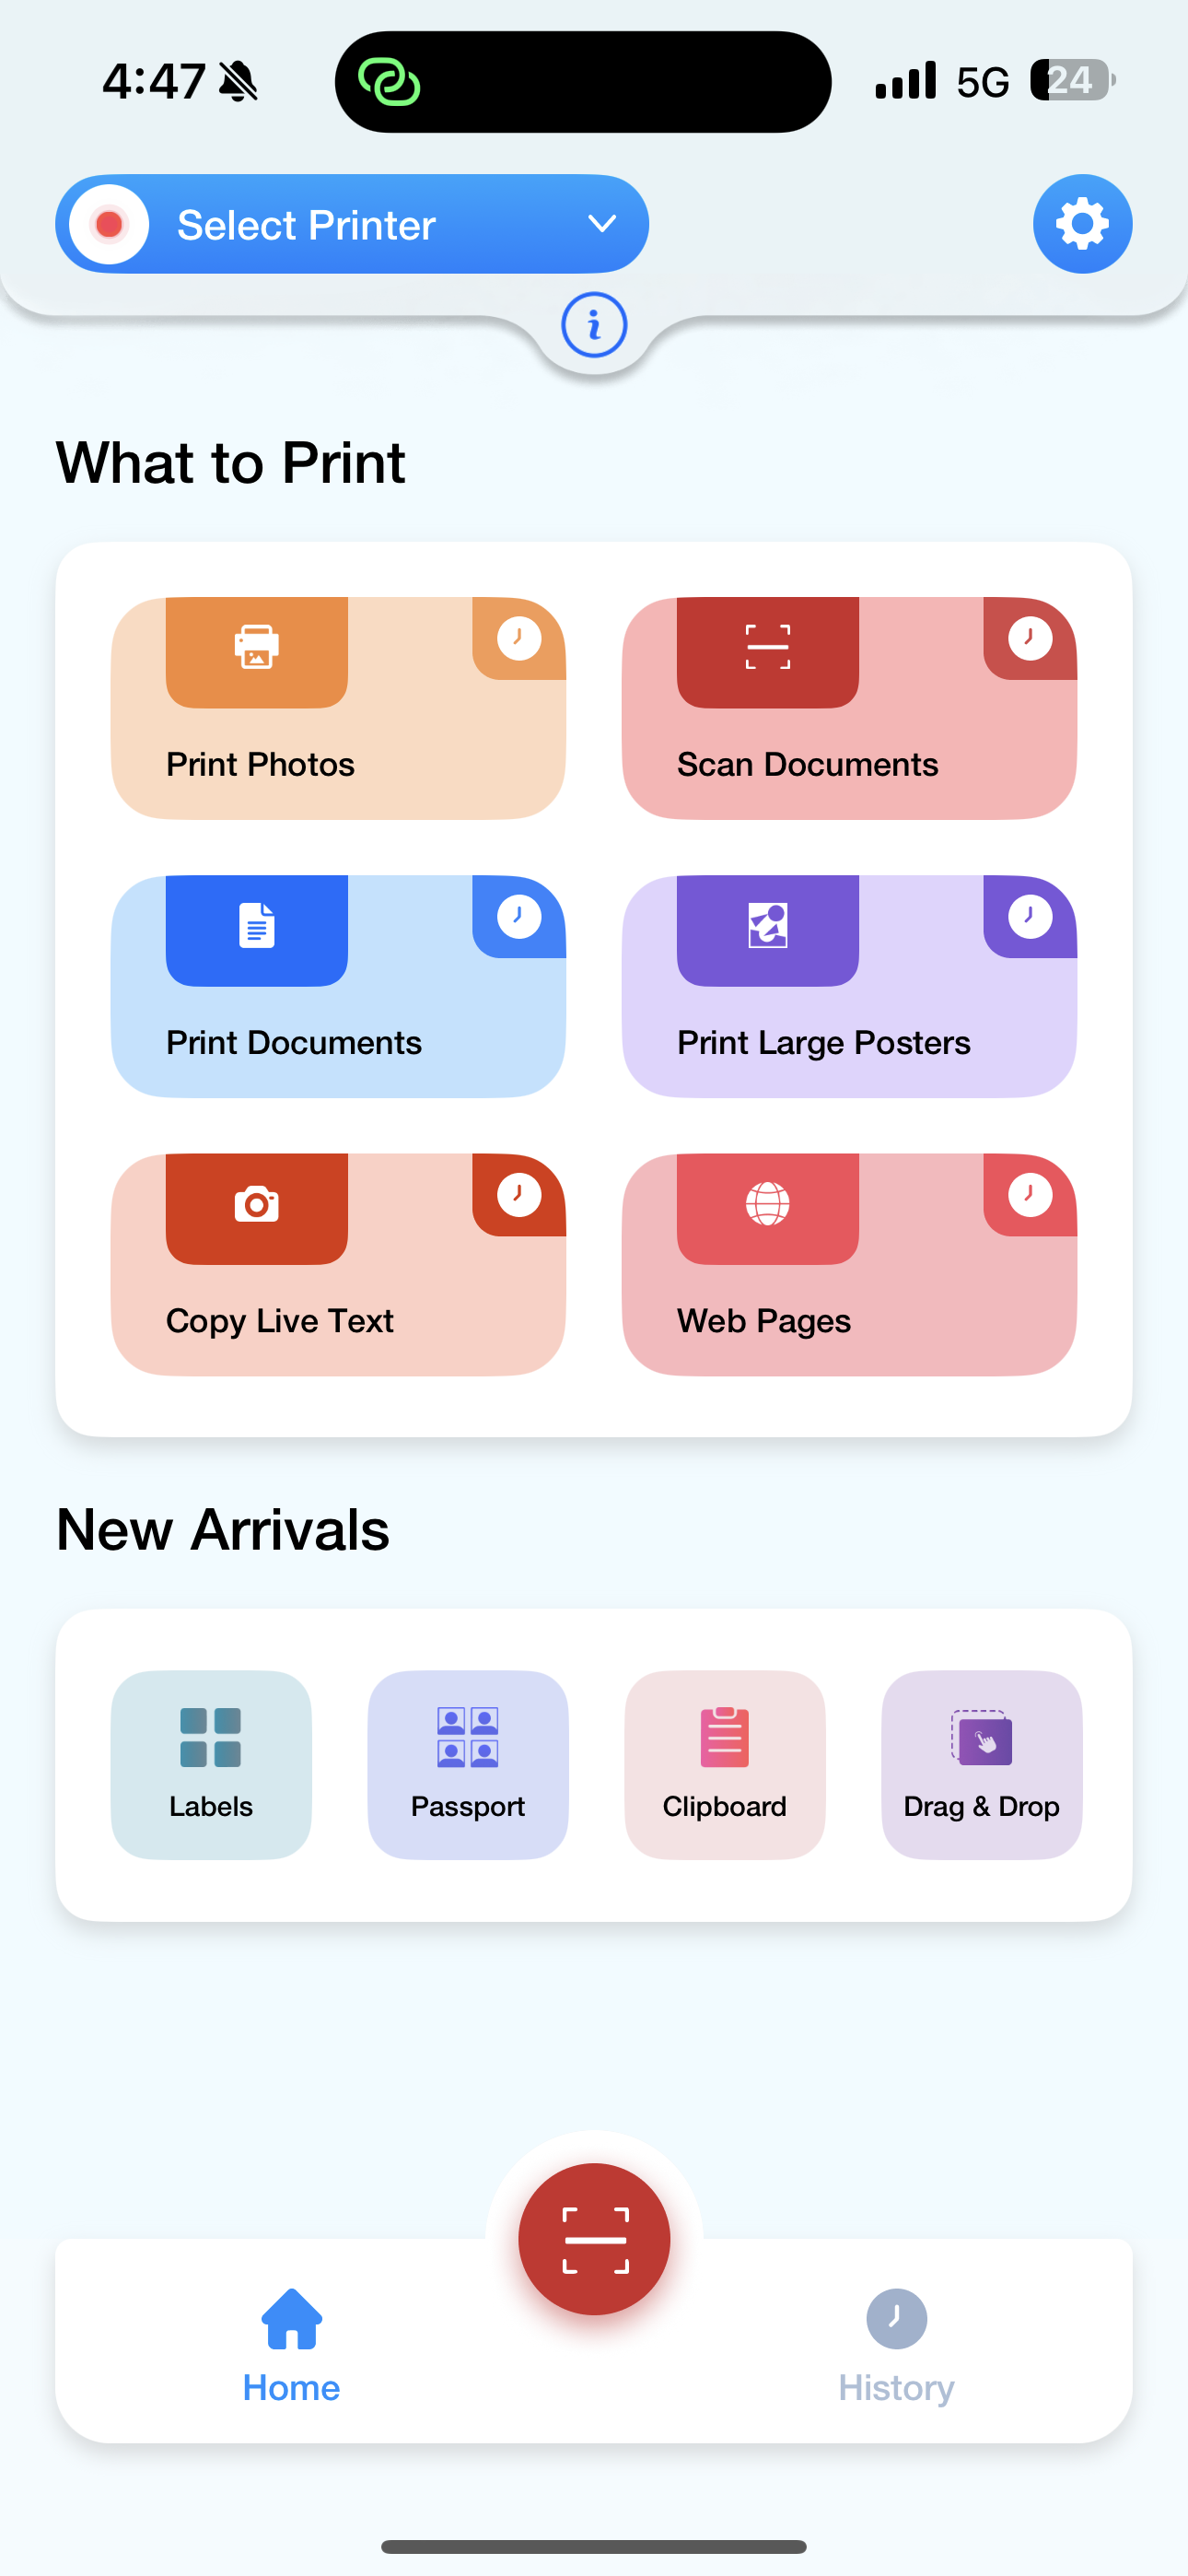 4:47
5G
24
Select Printer
i
What to Print
Print Photos
Scan Documents
Print Documents
Print Large Posters
Copy Live Text
Web Pages
New Arrivals
Labels
Passport
Clipboard
Drag & Drop
Home
History